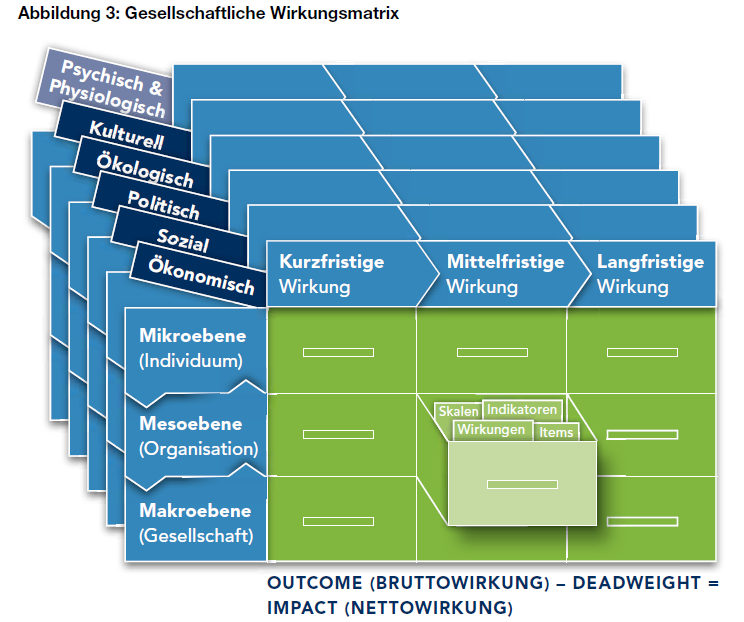 Abbildung 3: Gesellschaftliche Wirkungsmatrix
Psychisch &
Physiologisch
Kulturell
Ökologisch
Politisch
Sozial
Ökonomisch
Kurzfristige
Wirkung
Mittelfristige
Wirkung
Langfristige
Wirkung
Mikroebene
(Individuum)
Mesoebene
(Organisation)
Makroebene
(Gesellschaft)
Skalen
Indikatoren
Wirkungen
Items
OUTCOME (BRUTTOWIRKUNG) – DEADWEIGHT =
IMPACT (NETTOWIRKUNG)